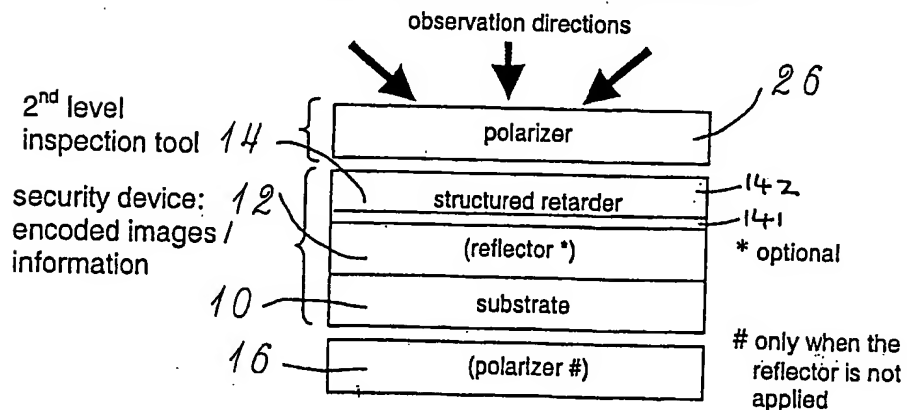 observation directions
26
2nd level
inspection tool 14
polarizer
security device: 12
encoded images /
information
structured retarder
142
141
(reflector *)
* optional
10
substrate
16
(polarizer #)
# only when the
reflector is not
applied